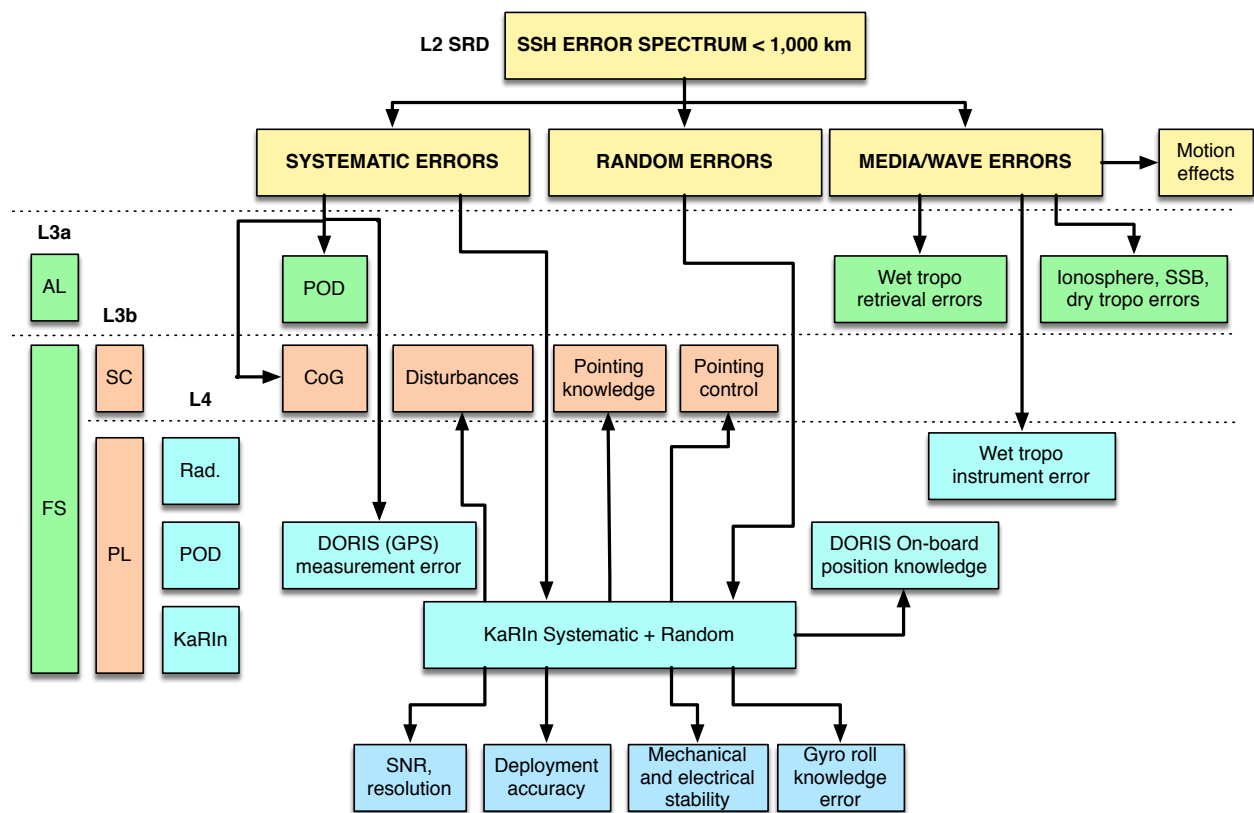 L2 SRD
SSH ERROR SPECTRUM < 1,000 km
SYSTEMATIC ERRORS
RANDOM ERRORS
MEDIA/WAVE ERRORS
Motion
effects
L3a
AL
POD
Wet tropo
retrieval errors
Ionosphere, SSB,
dry tropo errors
L3b
FS
SC
CoG
Disturbances
Pointing
knowledge
Pointing
control
L4
PL
Rad.
Wet tropo
instrument error
POD
DORIS (GPS)
measurement error
DORIS On-board
position knowledge
KaRIn
KaRIn Systematic + Random
SNR,
resolution
Deployment
accuracy
Mechanical
and electrical
stability
Gyro roll
knowledge
error